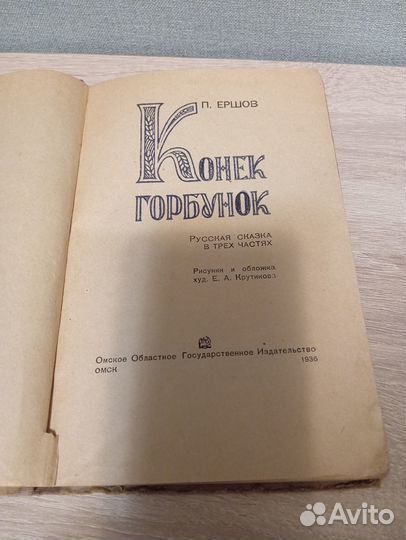 П. ЕРШОВ
КОНЕК
ГОРБУНОК
РУССКАЯ СКАЗКА
В ТРЕХ ЧАСТЯХ
Рисунки и обложка
худ. Е. А. Крутикова
Омское Областное Государственное Издательство
ОМСК 1936
Avito